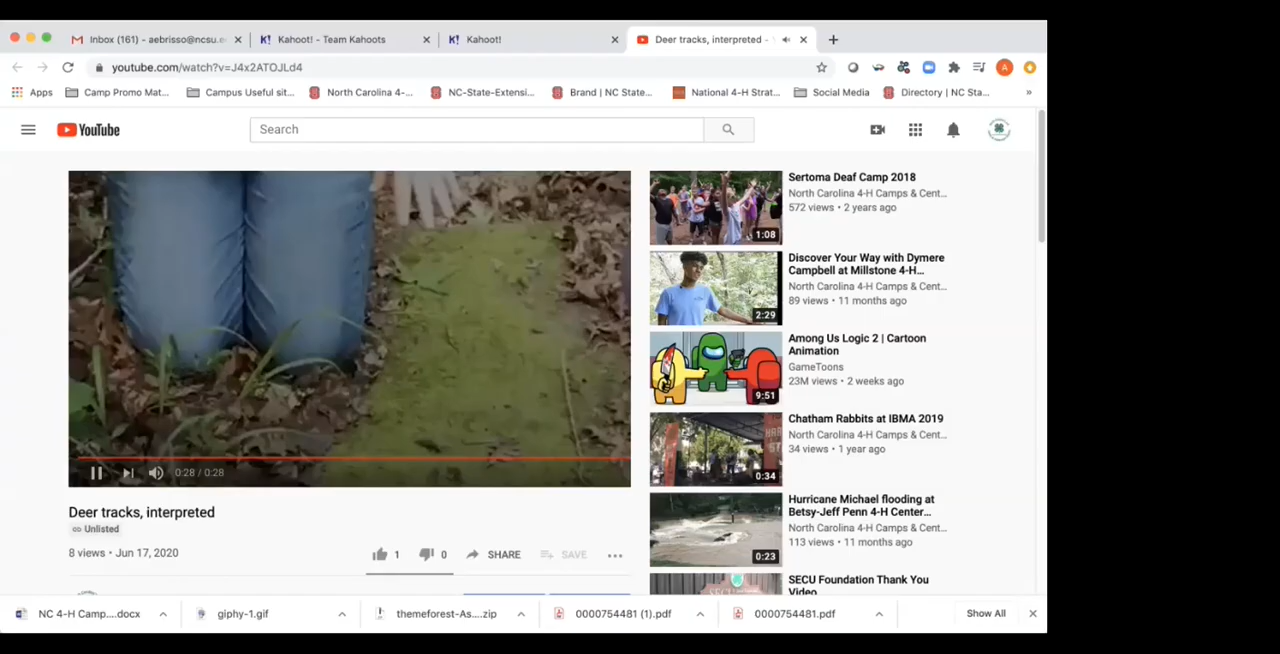 Inbox (161) - aebrisso@ncsu.e
Kahoot! - Team Kahoots
Kahoot!
Deer tracks, interpreted -
youtube.com/watch?v=J4x2ATOJLd4
A
Apps
Camp Promo Mat...
Campus Useful sit...
North Carolina 4-...
NC-State-Extensi...
Brand | NC State...
National 4-H Strat...
Social Media
Directory | NC Sta...
»
YouTube
Search
Sertoma Deaf Camp 2018
North Carolina 4-H Camps & Cent...
572 views • 2 years ago
1:08
Discover Your Way with Dymere
Campbell at Millstone 4-H...
North Carolina 4-H Camps & Cent...
89 views • 11 months ago
2:29
Among Us Logic 2 | Cartoon
Animation
GameToons
23M views • 2 weeks ago
9:51
Chatham Rabbits at IBMA 2019
North Carolina 4-H Camps & Cent...
34 views • 1 year ago
0:34
Hurricane Michael flooding at
Betsy-Jeff Penn 4-H Center...
North Carolina 4-H Camps & Cent...
113 views • 11 months ago
0:23
SECU Foundation Thank You
Video
0:28 / 0:28
Deer tracks, interpreted
Unlisted
8 views • Jun 17, 2020
1
0
SHARE
SAVE
NC 4-H Camp....docx
giphy-1.gif
themeforest-As....zip
0000754481 (1).pdf
0000754481.pdf
Show All